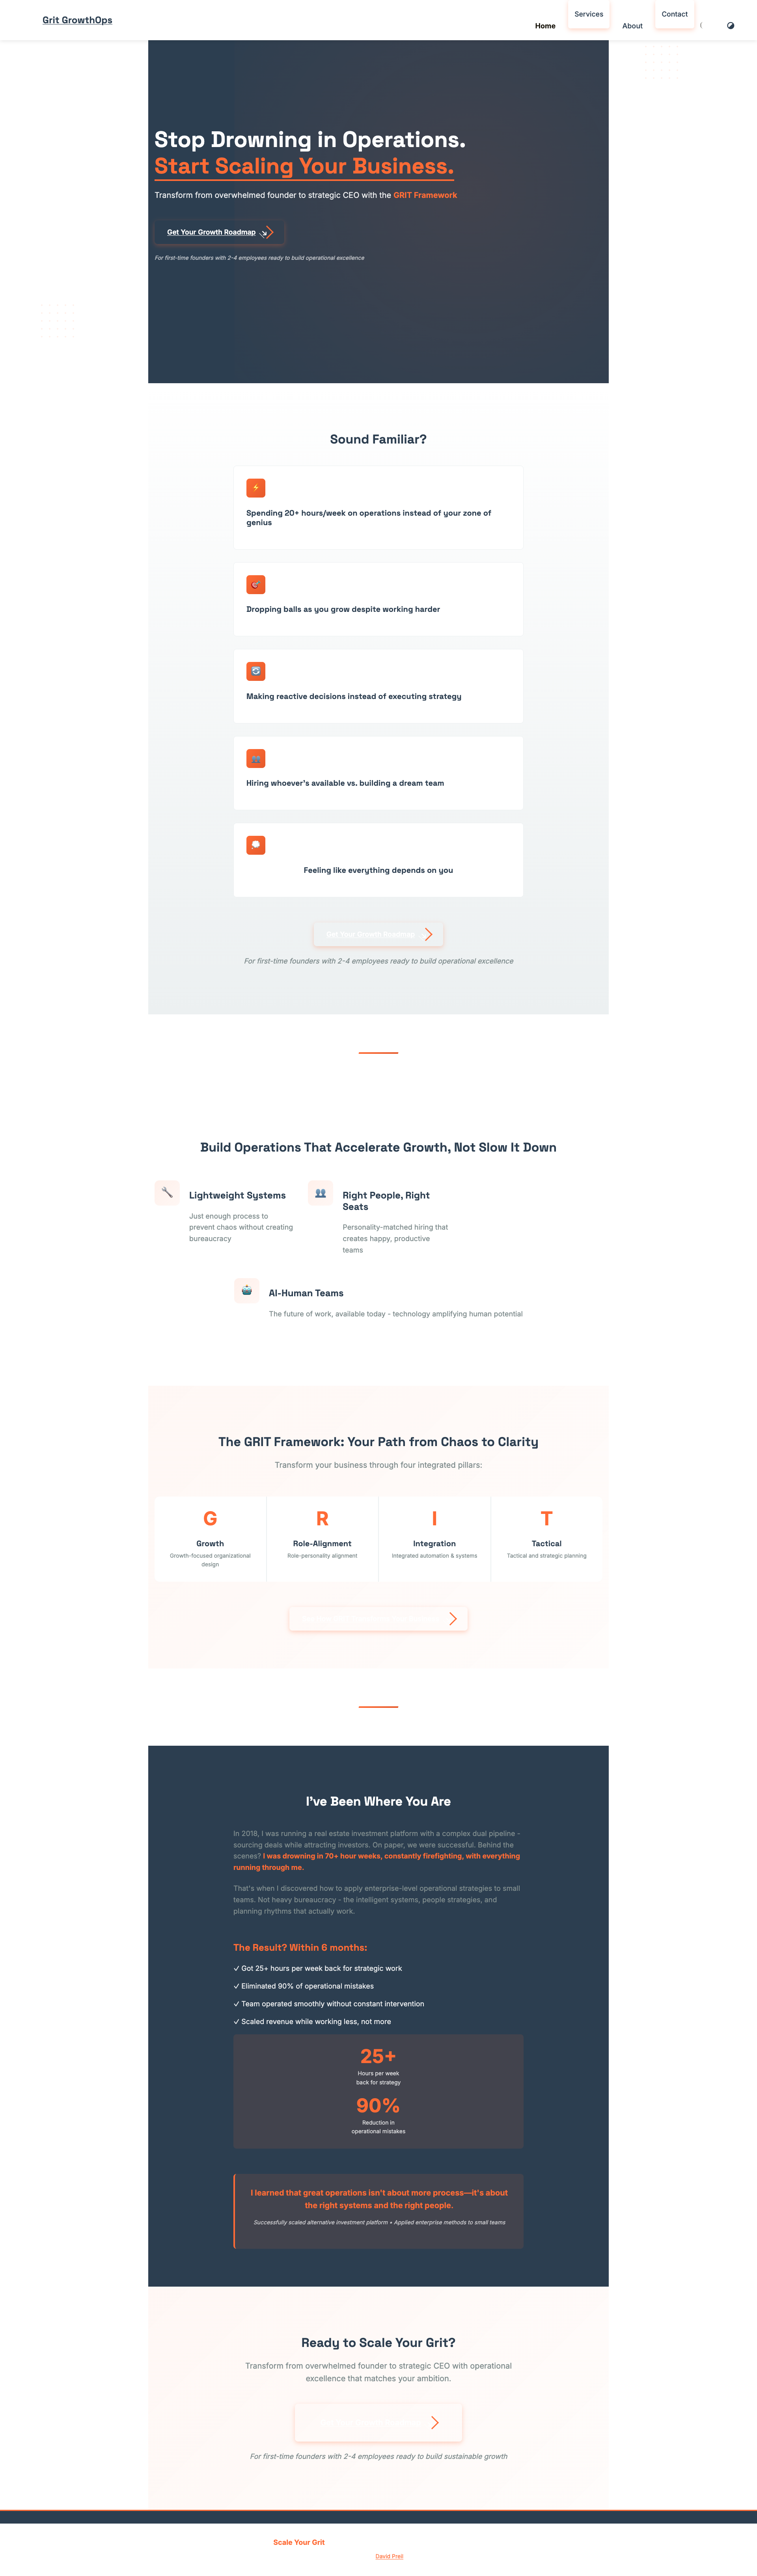 Grit GrowthOps
Home
Services
About
Contact
Stop Drowning in Operations.
Start Scaling Your Business.
Transform from overwhelmed founder to strategic CEO with the GRIT Framework
Get Your Growth Roadmap
For first-time founders with 2-4 employees ready to build operational excellence
Sound Familiar?
Spending 20+ hours/week on operations instead of your zone of
genius
Dropping balls as you grow despite working harder
Making reactive decisions instead of executing strategy
Hiring whoever's available vs. building a dream team
Feeling like everything depends on you
Get Your Growth Roadmap
For first-time founders with 2-4 employees ready to build operational excellence
Build Operations That Accelerate Growth, Not Slow It Down
Lightweight Systems
Just enough process to
prevent chaos without creating
bureaucracy
Right People, Right
Seats
Personality-matched hiring that
creates happy, productive
teams
AI-Human Teams
The future of work, available today - technology amplifying human potential
The GRIT Framework: Your Path from Chaos to Clarity
Transform your business through four integrated pillars:
G
Growth
Growth-focused organizational
design
R
Role-Alignment
Role-personality alignment
I
Integration
Integrated automation & systems
T
Tactical
Tactical and strategic planning
I've Been Where You Are
In 2018, I was running a real estate investment platform with a complex dual pipeline -
sourcing deals while attracting investors. On paper, we were successful. Behind the
scenes? I was drowning in 70+ hour weeks, constantly firefighting, with everything
running through me.
That's when I discovered how to apply enterprise-level operational strategies to small
teams. Not heavy bureaucracy - the intelligent systems, people strategies, and
planning rhythms that actually work.
The Result? Within 6 months:
✓ Got 25+ hours per week back for strategic work
✓ Eliminated 90% of operational mistakes
✓ Team operated smoothly without constant intervention
✓ Scaled revenue while working less, not more
25+
Hours per week
back for strategy
90%
Reduction in
operational mistakes
I learned that great operations isn't about more process—it's about
the right systems and the right people.
Successfully scaled alternative investment platform • Applied enterprise methods to small teams
Ready to Scale Your Grit?
Transform from overwhelmed founder to strategic CEO with operational
excellence that matches your ambition.
For first-time founders with 2-4 employees ready to build sustainable growth
Scale Your Grit
David Preli